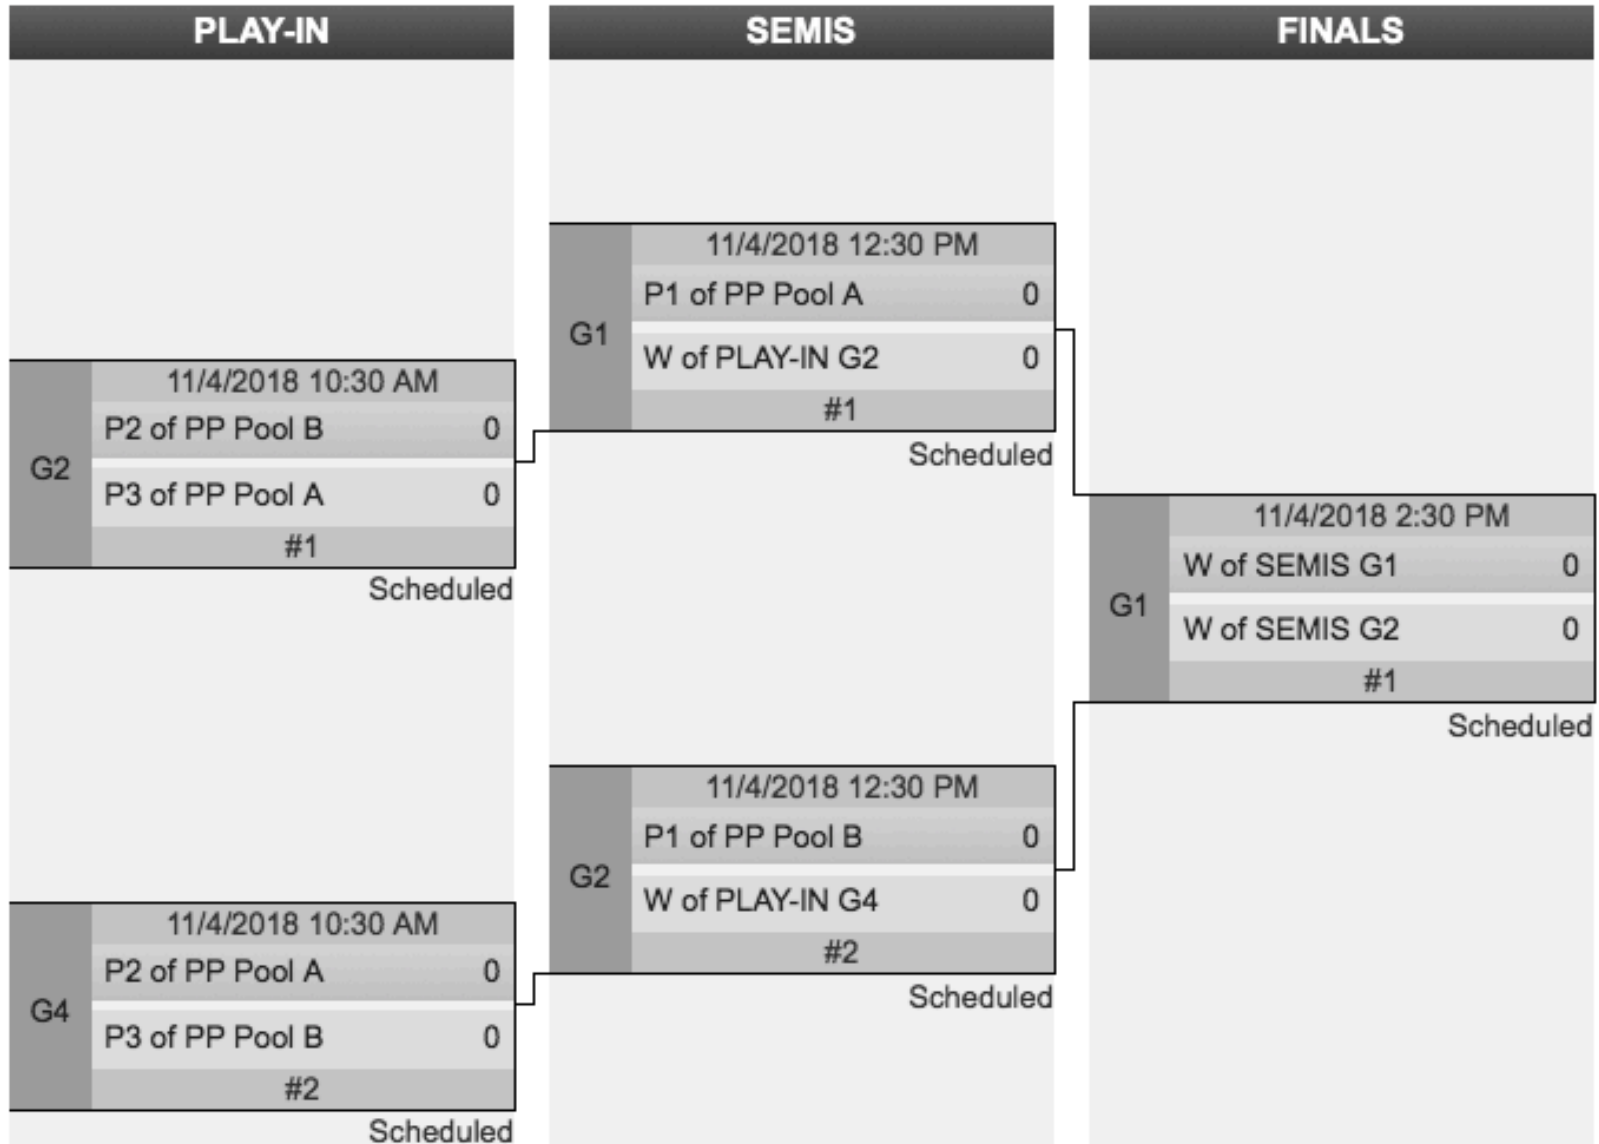 PLAY-IN
G2
11/4/2018 10:30 AM
P2 of PP Pool B 0
P3 of PP Pool A 0
#1
Scheduled
G4
11/4/2018 10:30 AM
P2 of PP Pool A 0
P3 of PP Pool B 0
#2
Scheduled
SEMIS
G1
11/4/2018 12:30 PM
P1 of PP Pool A 0
W of PLAY-IN G2 0
#1
Scheduled
G2
11/4/2018 12:30 PM
P1 of PP Pool B 0
W of PLAY-IN G4 0
#2
Scheduled
FINALS
G1
11/4/2018 2:30 PM
W of SEMIS G1 0
W of SEMIS G2 0
#1
Scheduled